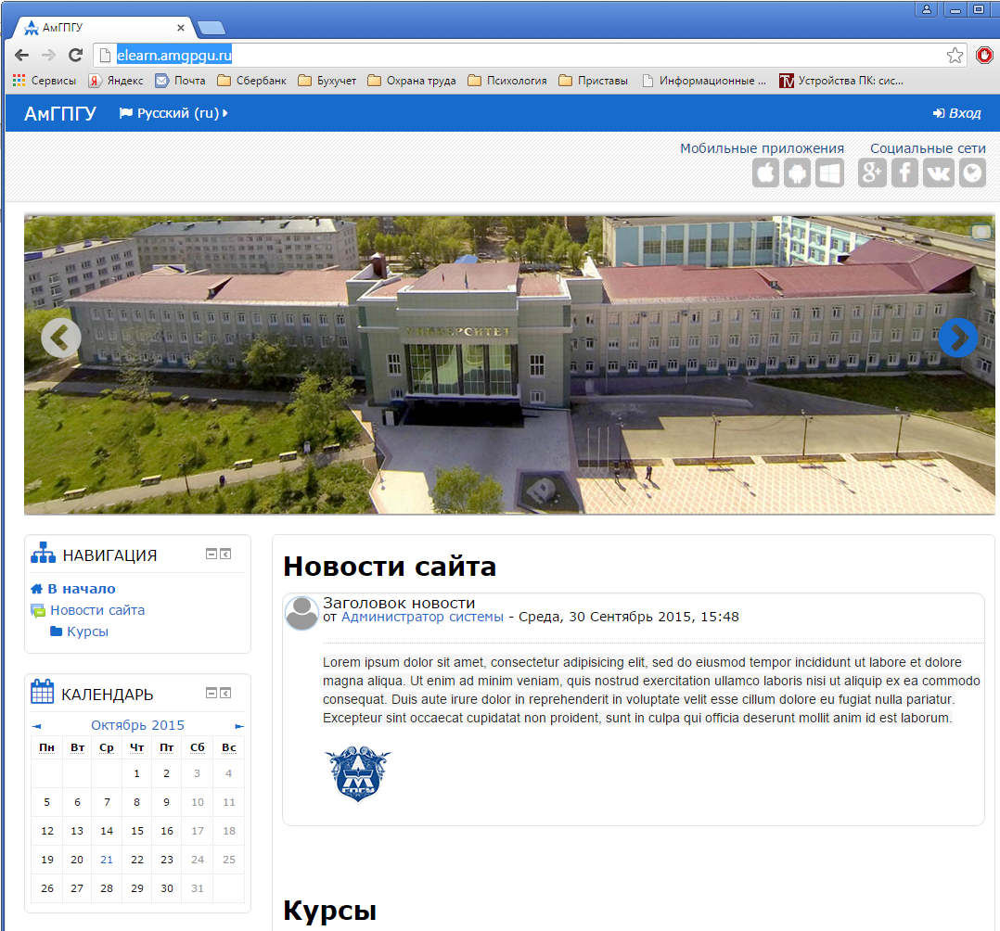 АмГПГУ
elearn.amgpgu.ru
Сервисы Яндекс Почта Сбербанк Бухучет Охрана труда Психология Приставы Информационные ... Устройства ПК: сис...
АмГПГУ Русский (ru) Вход
Мобильные приложения Социальные сети
УНИВЕРСИТЕТ
НАВИГАЦИЯ
В начало
Новости сайта
Курсы
КАЛЕНДАРЬ
◄ Октябрь 2015 ►
Пн Вт Ср Чт Пт Сб Вс
1 2 3 4
5 6 7 8 9 10 11
12 13 14 15 16 17 18
19 20 21 22 23 24 25
26 27 28 29 30 31
Новости сайта
Заголовок новости
от Администратор системы - Среда, 30 Сентябрь 2015, 15:48
Lorem ipsum dolor sit amet, consectetur adipisicing elit, sed do eiusmod tempor incididunt ut labore et dolore
magna aliqua. Ut enim ad minim veniam, quis nostrud exercitation ullamco laboris nisi ut aliquip ex ea commodo
consequat. Duis aute irure dolor in reprehenderit in voluptate velit esse cillum dolore eu fugiat nulla pariatur.
Excepteur sint occaecat cupidatat non proident, sunt in culpa qui officia deserunt mollit anim id est laborum.
Курсы